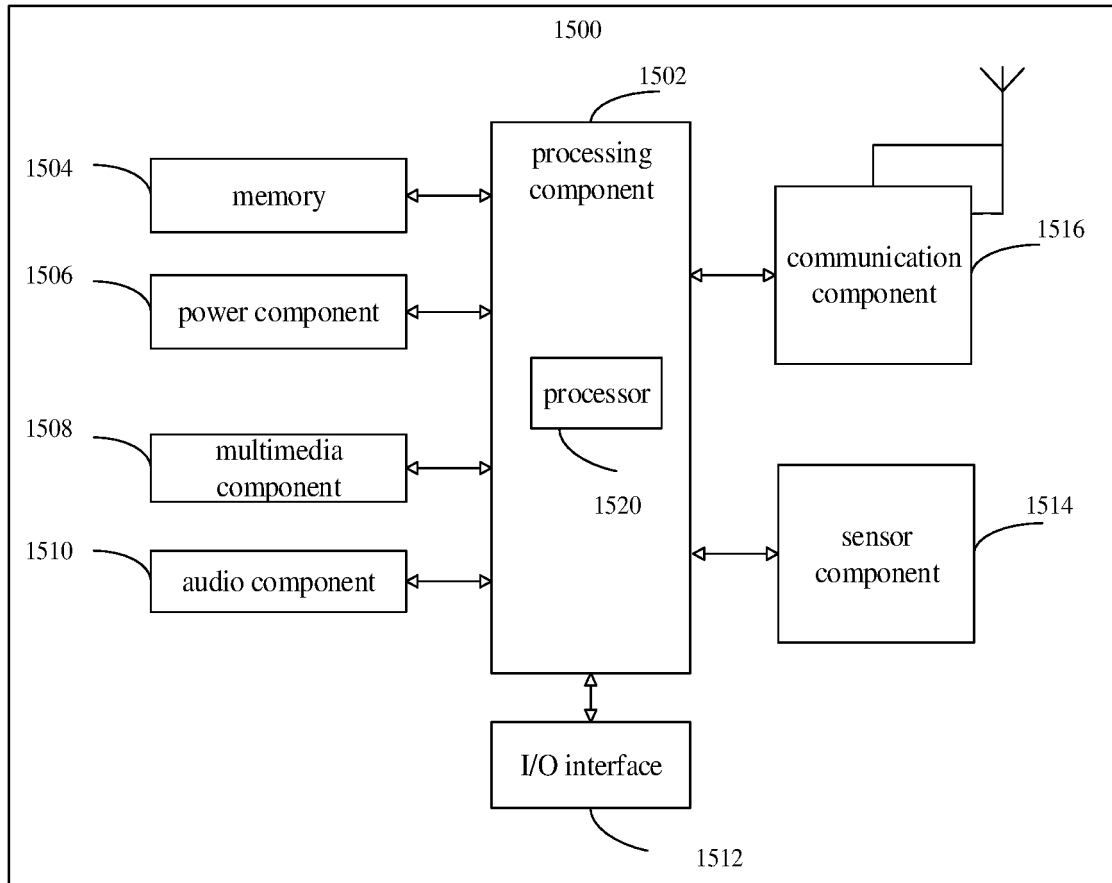 1500
1502
processing
component
1504
memory
1506
power component
1508
multimedia
component
1510
audio component
processor
1520
communication
component
1516
sensor
component
1514
I/O interface
1512